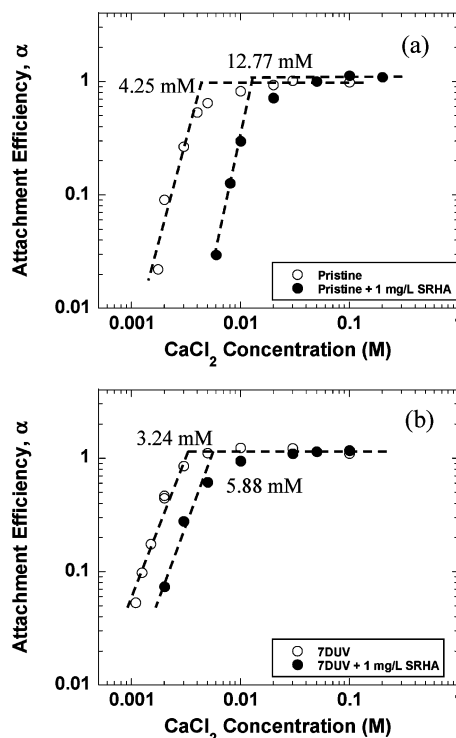 (a)
12.77 mM
4.25 mM
1
0.1
0.01
Attachment Efficiency, α
Pristine
Pristine + 1 mg/L SRHA
0.001 0.01 0.1 1
CaCl₂ Concentration (M)
(b)
3.24 mM
5.88 mM
1
0.1
0.01
Attachment Efficiency, α
7DUV
7DUV + 1 mg/L SRHA
0.001 0.01 0.1 1
CaCl₂ Concentration (M)